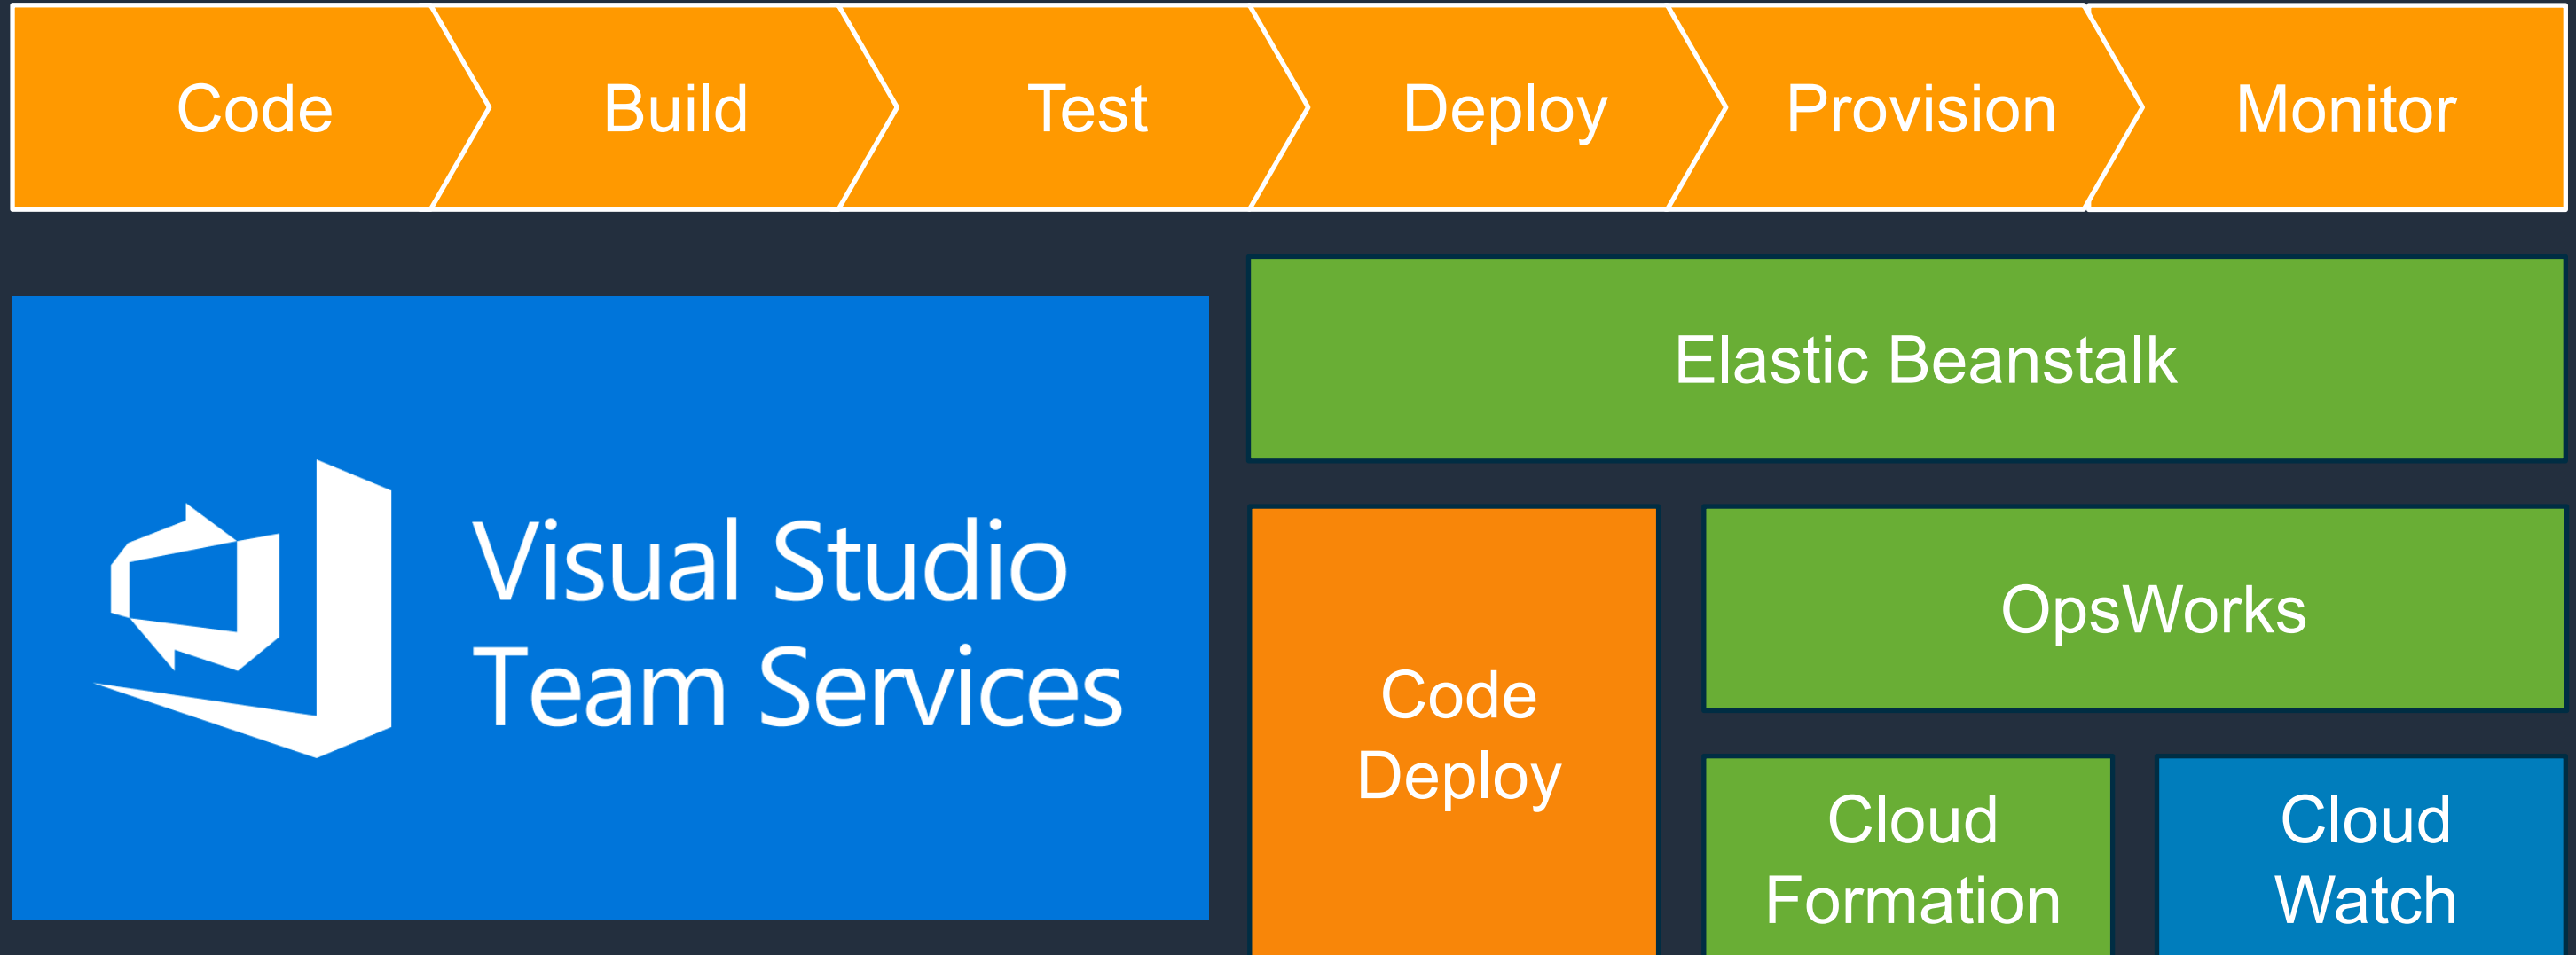 Code
Build
Test
Deploy
Provision
Monitor
Elastic Beanstalk
Visual Studio
Team Services
Code
Deploy
OpsWorks
Cloud
Formation
Cloud
Watch